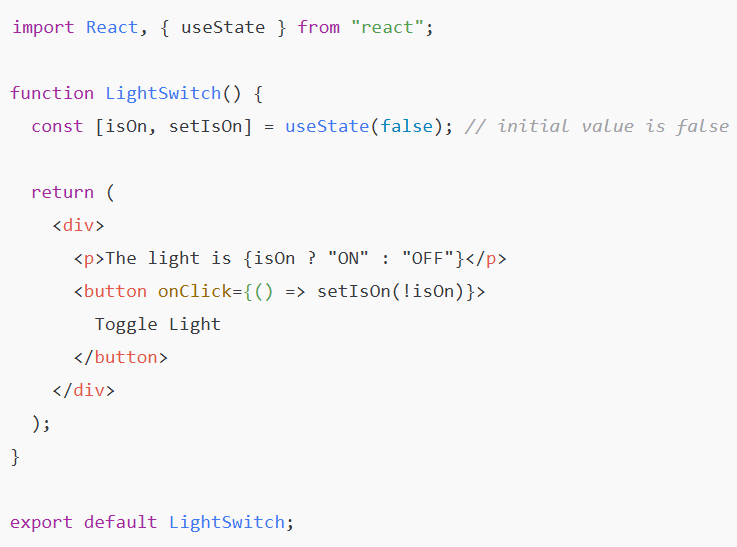 import React, { useState } from "react";
function LightSwitch() {
const [isOn, setIsOn] = useState(false); // initial value is false
return (
<div>
<p>The light is {isOn ? "ON" : "OFF"}</p>
<button onClick={() => setIsOn(!isOn)}>
Toggle Light
</button>
</div>
);
}
export default LightSwitch;